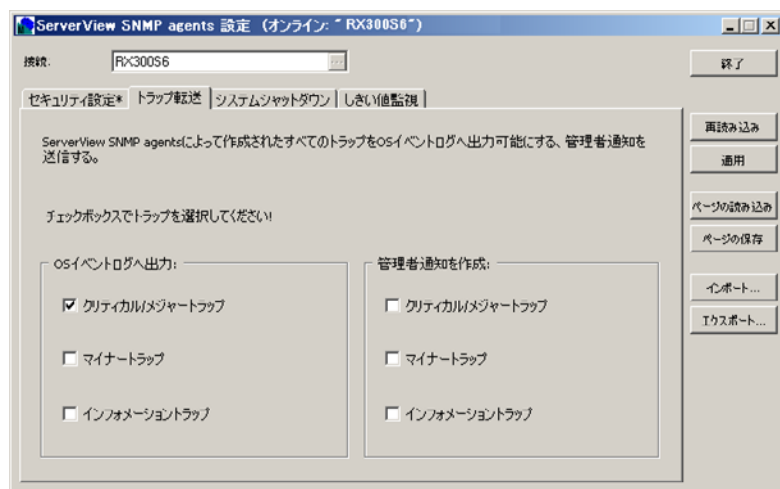 ServerView SNMP agents 設定 (オンライン: "RX300S6")
接続:
RX300S6
終了
セキュリティ設定*
トラップ転送
システムシャットダウン
しきい値監視
再読み込み
適用
ServerView SNMP agentsによって作成されたすべてのトラップをOSイベントログへ出力可能にする、管理者通知を
送信する。
チェックボックスでトラップを選択してください!
ページの読み込み
ページの保存
OSイベントログへ出力:
クリティカル/メジャートラップ
マイナートラップ
インフォメーショントラップ
管理者通知を作成:
クリティカル/メジャートラップ
マイナートラップ
インフォメーショントラップ
インポート...
エクスポート...